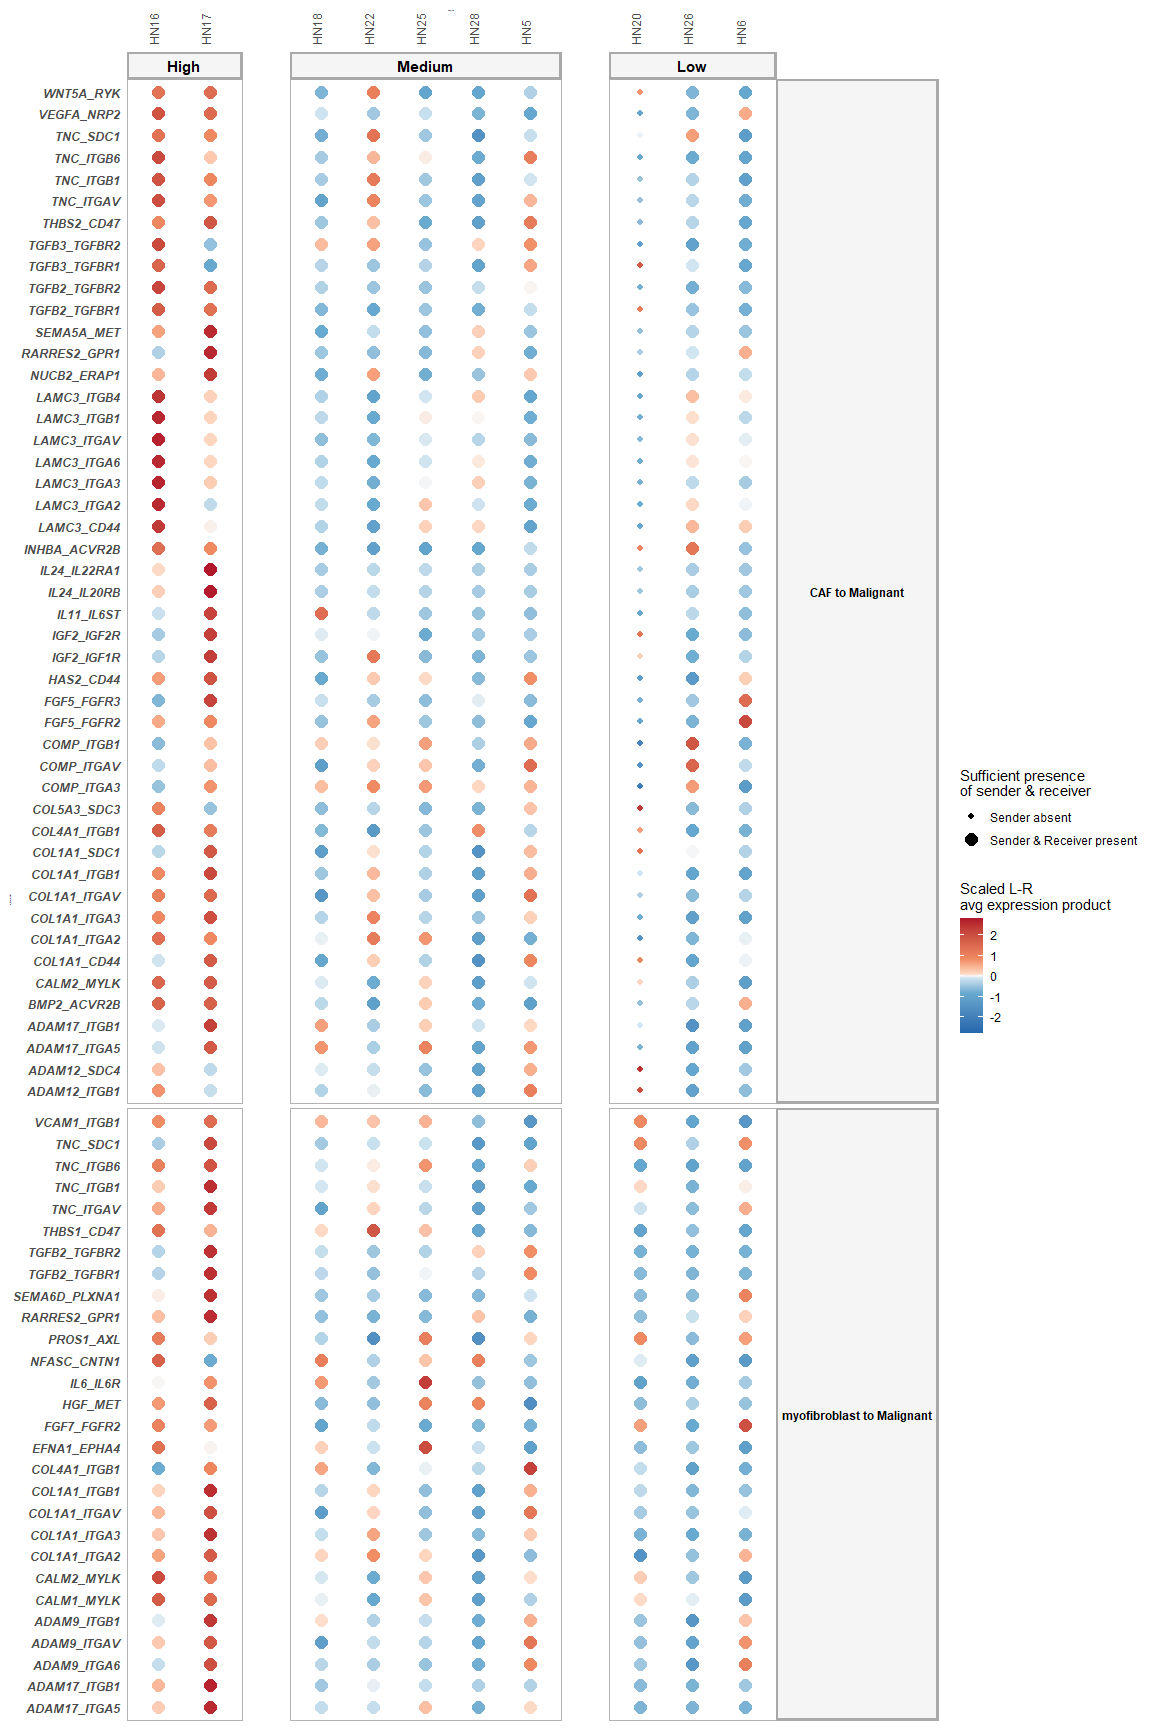 HN16
HN17
HN18
HN22
HN25
HN28
HN5
HN20
HN26
HN6
High
Medium
Low
WNT5A_RYK
VEGFA_NRP2
TNC_SDC1
TNC_ITGB6
TNC_ITGB1
TNC_ITGAV
THBS2_CD47
TGFB3_TGFBR2
TGFB3_TGFBR1
TGFB2_TGFBR2
TGFB2_TGFBR1
SEMA5A_MET
RARRES2_GPR1
NUCB2_ERAP1
LAMC3_ITGB4
LAMC3_ITGB1
LAMC3_ITGAV
LAMC3_ITGA6
LAMC3_ITGA3
LAMC3_ITGA2
LAMC3_CD44
INHBA_ACVR2B
IL24_IL22RA1
IL24_IL20RB
IL11_IL6ST
IGF2_IGF2R
IGF2_IGF1R
HAS2_CD44
FGF5_FGFR3
FGF5_FGFR2
COMP_ITGB1
COMP_ITGAV
COMP_ITGA3
COL5A3_SDC3
COL4A1_ITGB1
COL1A1_SDC1
COL1A1_ITGB1
COL1A1_ITGAV
COL1A1_ITGA3
COL1A1_ITGA2
COL1A1_CD44
CALM2_MYLK
BMP2_ACVR2B
ADAM17_ITGB1
ADAM17_ITGA5
ADAM12_SDC4
ADAM12_ITGB1
CAF to Malignant
VCAM1_ITGB1
TNC_SDC1
TNC_ITGB6
TNC_ITGB1
TNC_ITGAV
THBS1_CD47
TGFB2_TGFBR2
TGFB2_TGFBR1
SEMA6D_PLXNA1
RARRES2_GPR1
PROS1_AXL
NFASC_CNTN1
IL6_IL6R
HGF_MET
FGF7_FGFR2
EFNA1_EPHA4
COL4A1_ITGB1
COL1A1_ITGB1
COL1A1_ITGAV
COL1A1_ITGA3
COL1A1_ITGA2
CALM2_MYLK
CALM1_MYLK
ADAM9_ITGB1
ADAM9_ITGAV
ADAM9_ITGA6
ADAM17_ITGB1
ADAM17_ITGA5
myofibroblast to Malignant
Sufficient presence
of sender & receiver
Sender absent
Sender & Receiver present
Scaled L-R
avg expression product
2
1
0
-1
-2